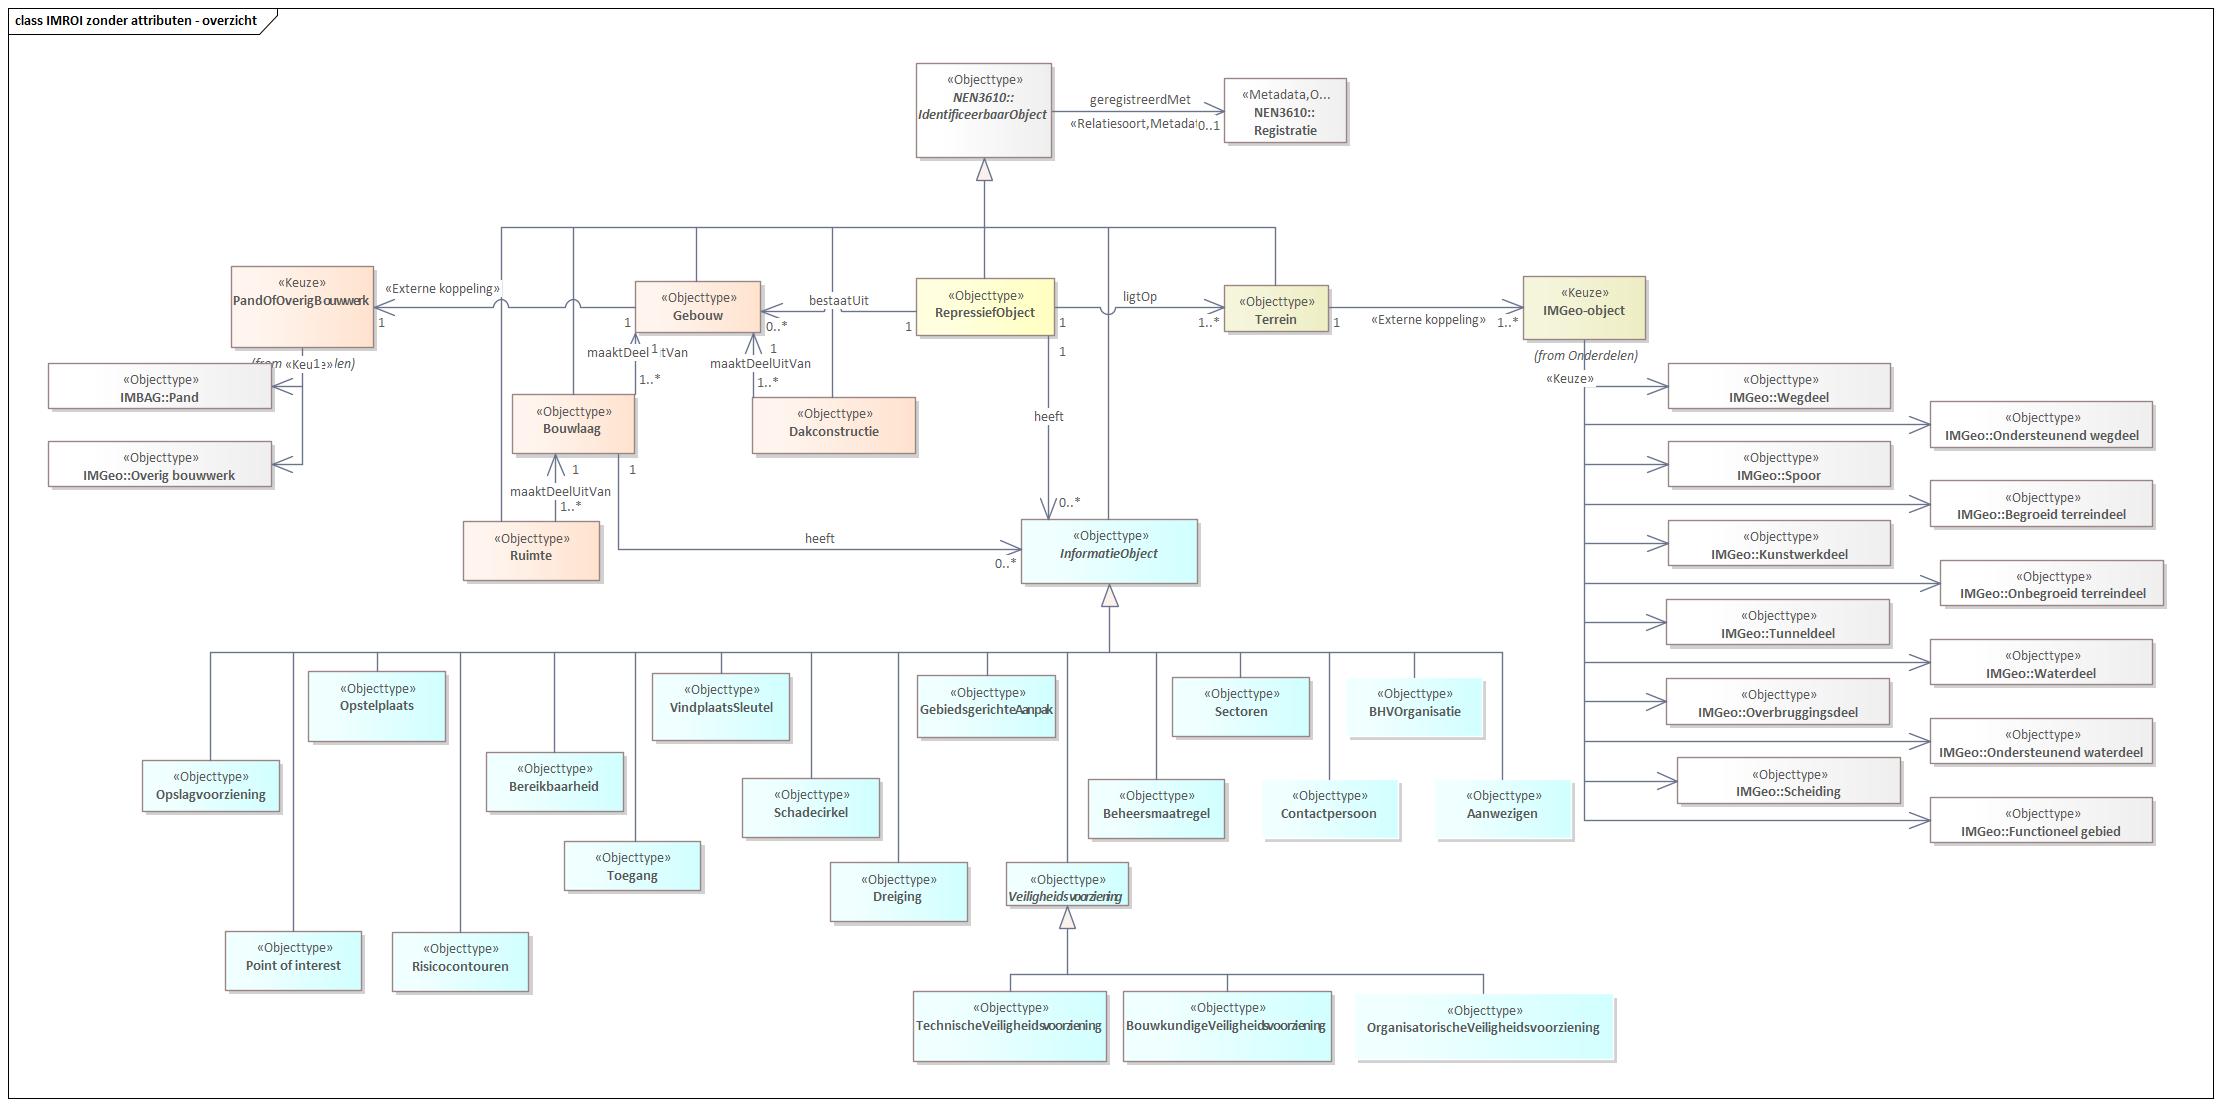 class IMROI zonder attributen - overzicht
«Objecttype»
NEN3610::
IdentificeerbaarObject
geregistreerdMet
«Relatiesoort,Metadat
0..1
«Metadata,O...
NEN3610::
Registratie
«Keuze»
PandOfOverigBouwwerk
«Externe koppeling»
1
1
(from
«Keu
1
e»
len)
«Objecttype»
IMBAG::Pand
«Objecttype»
IMGeo::Overig bouwwerk
«Objecttype»
Gebouw
bestaatUit
0..*
1
«Objecttype»
RepressiefObject
ligtOp
1
1..*
1
«Objecttype»
Terrein
1
«Externe koppeling»
1..*
«Keuze»
IMGeo-object
(from Onderdelen)
«Keuze»
maaktDeel
1
tVan
1..*
1
maaktDeelUitVan
1..*
«Objecttype»
Bouwlaag
«Objecttype»
Dakconstructie
1
1
maaktDeelUitVan
1..*
«Objecttype»
Ruimte
heeft
0..*
heeft
0..*
«Objecttype»
InformatieObject
«Objecttype»
IMGeo::Wegdeel
«Objecttype»
IMGeo::Ondersteunend wegdeel
«Objecttype»
IMGeo::Spoor
«Objecttype»
IMGeo::Begroeid terreindeel
«Objecttype»
IMGeo::Kunstwerkdeel
«Objecttype»
IMGeo::Onbegroeid terreindeel
«Objecttype»
IMGeo::Tunneldeel
«Objecttype»
IMGeo::Waterdeel
«Objecttype»
IMGeo::Overbruggingsdeel
«Objecttype»
IMGeo::Ondersteunend waterdeel
«Objecttype»
IMGeo::Scheiding
«Objecttype»
IMGeo::Functioneel gebied
«Objecttype»
Opstelplaats
«Objecttype»
VindplaatsSleutel
«Objecttype»
GebiedsgerichteAanpak
«Objecttype»
Sectoren
«Objecttype»
BHVOrganisatie
«Objecttype»
Opslagvoorziening
«Objecttype»
Bereikbaarheid
«Objecttype»
Schadecirkel
«Objecttype»
Beheersmaatregel
«Objecttype»
Contactpersoon
«Objecttype»
Aanwezigen
«Objecttype»
Toegang
«Objecttype»
Dreiging
«Objecttype»
Veiligheidsvoorziening
«Objecttype»
Point of interest
«Objecttype»
Risicocontouren
«Objecttype»
TechnischeVeiligheidsvoorziening
«Objecttype»
BouwkundigeVeiligheidsvoorziening
«Objecttype»
OrganisatorischeVeiligheidsvoorziening